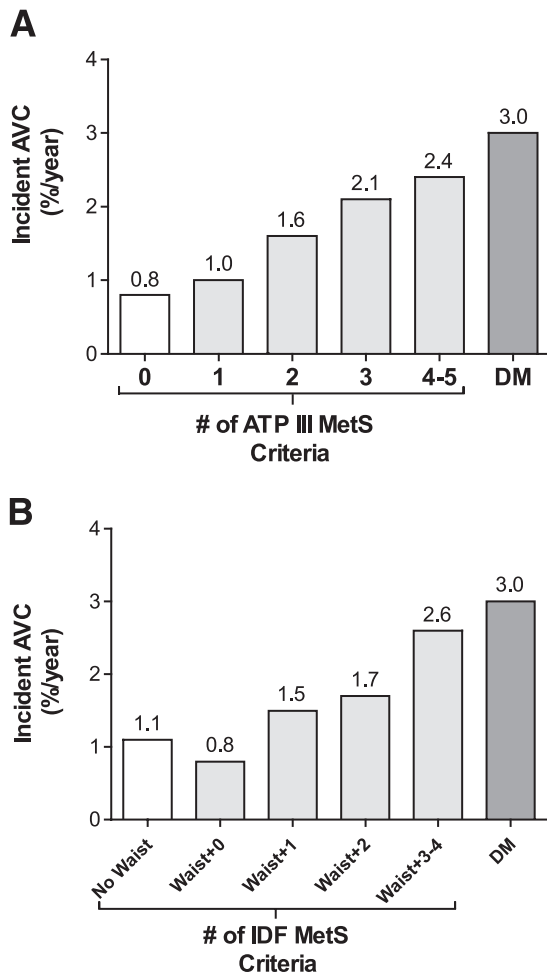 A
Incident AVC
(%/year)
4
3
2
1
0
0.8
1.0
1.6
2.1
2.4
3.0
0 1 2 3 4-5 DM
# of ATP III MetS
Criteria
B
Incident AVC
(%/year)
4
3
2
1
0
1.1
0.8
1.5
1.7
2.6
3.0
No Waist
Waist+0
Waist+1
Waist+2
Waist+3-4
DM
# of IDF MetS
Criteria